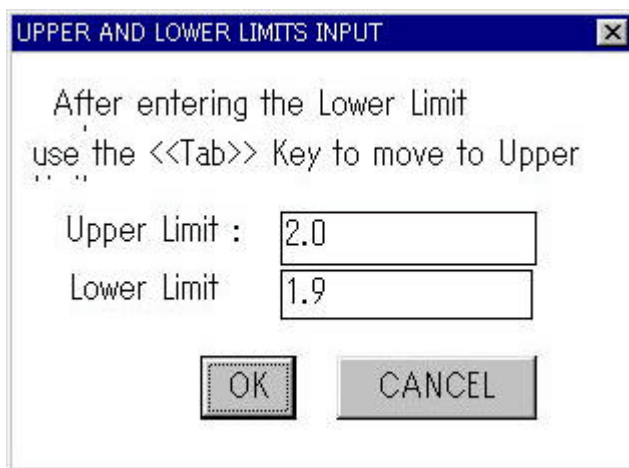 UPPER AND LOWER LIMITS INPUT
After entering the Lower Limit
use the <<Tab>> Key to move to Upper
Upper Limit :
2.0
Lower Limit
1.9
OK
CANCEL